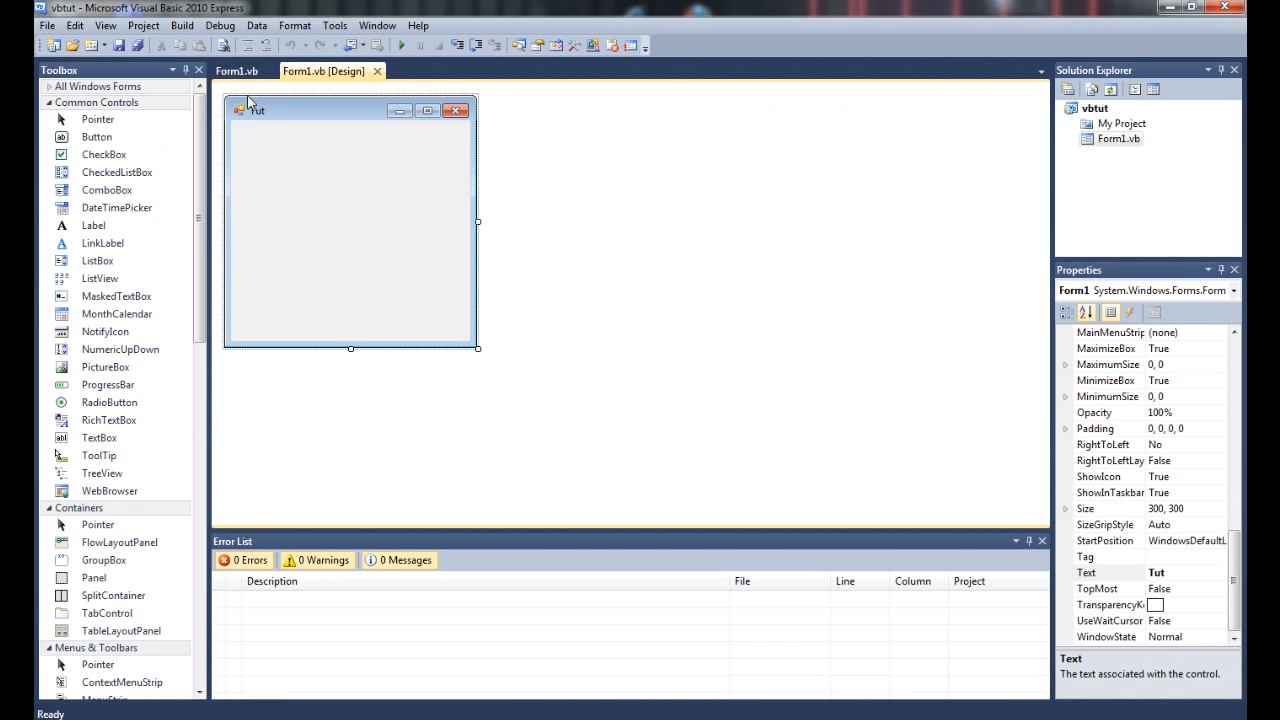 vbtut - Microsoft Visual Basic 2010 Express
File Edit View Project Build Debug Data Format Tools Window Help
Toolbox
All Windows Forms
Common Controls
Pointer
Button
CheckBox
CheckedListBox
ComboBox
DateTimePicker
Label
LinkLabel
ListBox
ListView
MaskedTextBox
MonthCalendar
NotifyIcon
NumericUpDown
PictureBox
ProgressBar
RadioButton
RichTextBox
TextBox
ToolTip
TreeView
WebBrowser
Containers
Pointer
FlowLayoutPanel
GroupBox
Panel
SplitContainer
TabControl
TableLayoutPanel
Menus & Toolbars
Pointer
ContextMenuStrip
MenuStrip
Form1.vb Form1.vb [Design]
Tut
Error List
0 Errors 0 Warnings 0 Messages
Description File Line Column Project
Solution Explorer
vbtut
My Project
Form1.vb
Properties
Form1 System.Windows.Forms.Form
MainMenuStrip (none)
MaximizeBox True
MaximumSize 0, 0
MinimizeBox True
MinimumSize 0, 0
Opacity 100%
Padding 0, 0, 0, 0
RightToLeft No
RightToLeftLay False
ShowIcon True
ShowInTaskbar True
Size 300, 300
SizeGripStyle Auto
StartPosition WindowsDefaultL
Tag
Text Tut
TopMost False
TransparencyK
UseWaitCursor False
WindowState Normal
Text
The text associated with the control.
Ready